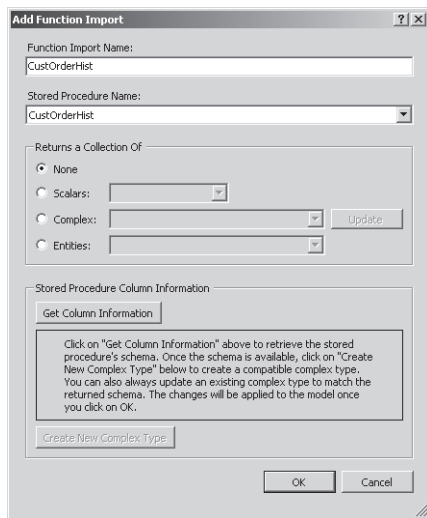 Add Function Import
Function Import Name:
CustOrderHist
Stored Procedure Name:
CustOrderHist
Returns a Collection Of
None
Scalars:
Complex:
Update
Entities:
Stored Procedure Column Information
Get Column Information
Click on "Get Column Information" above to retrieve the stored
procedure's schema. Once the schema is available, click on "Create
New Complex Type" below to create a compatible complex type.
You can also always update an existing complex type to match the
returned schema. The changes will be applied to the model once
you click on OK.
Create New Complex Type
OK Cancel